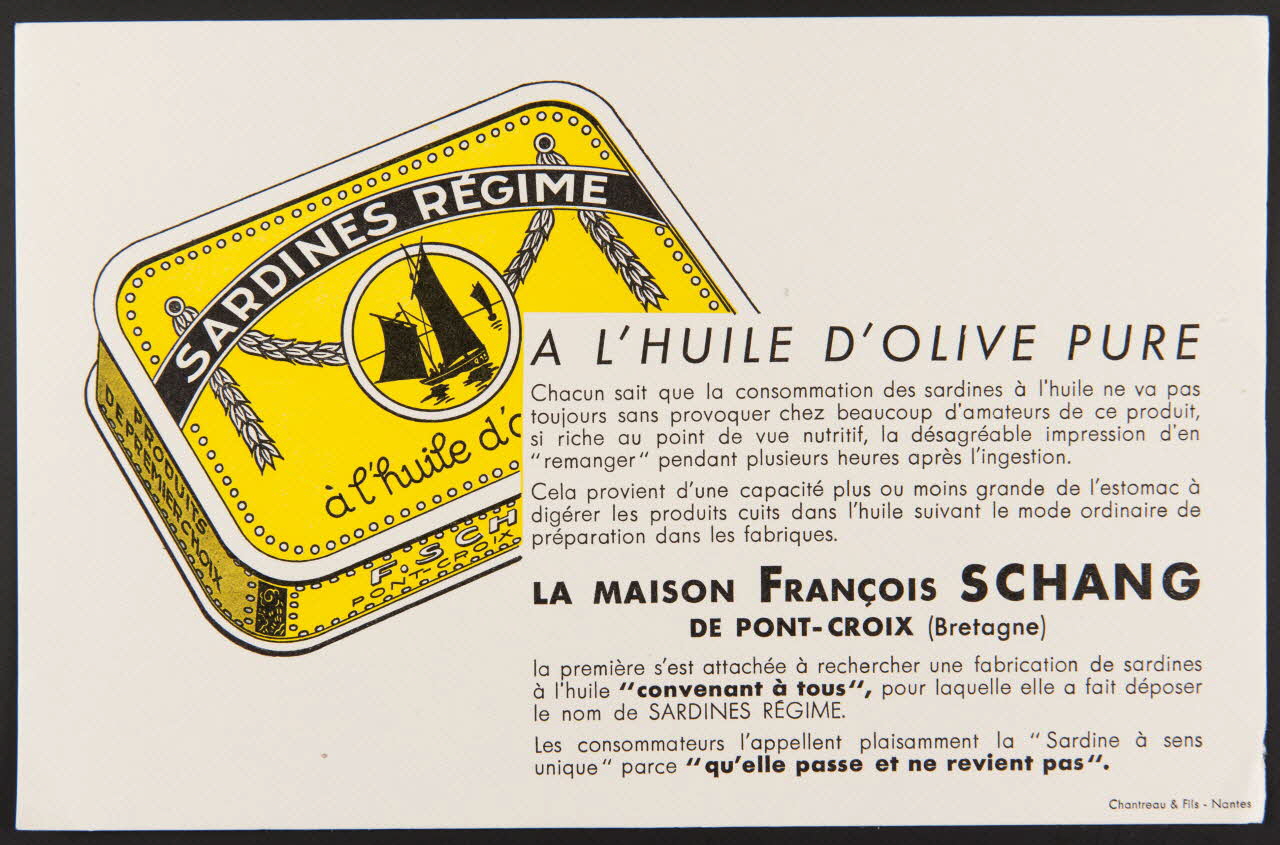 SARDINES RÉGIME
à l'huile
PRODUITS
DE PREMIER CHOIX
F. SCH
PONT-CROIX
A L'HUILE D'OLIVE PURE
Chacun sait que la consommation des sardines à l'huile ne va pas
toujours sans provoquer chez beaucoup d'amateurs de ce produit,
si riche au point de vue nutritif, la désagréable impression d'en
"remanger" pendant plusieurs heures après l'ingestion.
Cela provient d'une capacité plus ou moins grande de l'estomac à
digérer les produits cuits dans l'huile suivant le mode ordinaire de
préparation dans les fabriques.
LA MAISON FRANÇOIS SCHANG
DE PONT-CROIX (Bretagne)
la première s'est attachée à rechercher une fabrication de sardines
à l'huile "convenant à tous", pour laquelle elle a fait déposer
le nom de SARDINES RÉGIME.
Les consommateurs l'appellent plaisamment la "Sardine à sens
unique" parce "qu'elle passe et ne revient pas".
Chantreau & Fils - Nantes